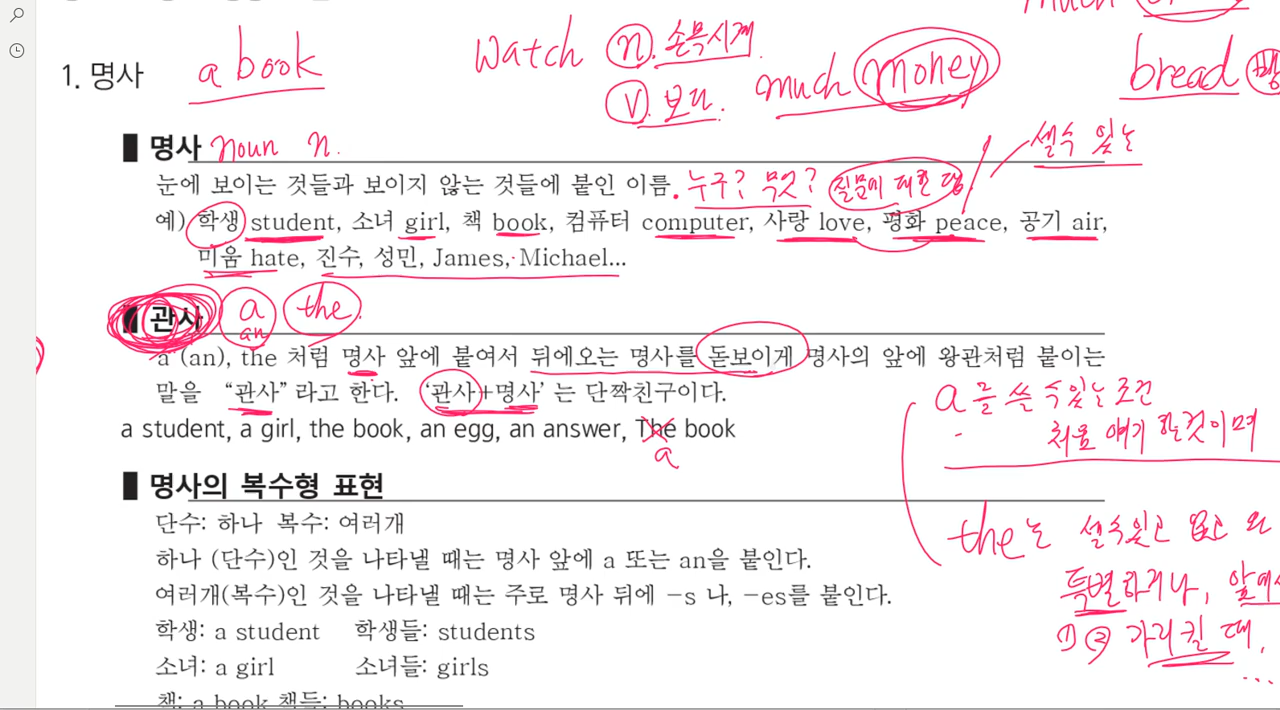 much
1. 명사 a book
watch ⓝ. 손목시계.
ⓥ. 보다.
much money
bread
■ 명사 noun n.
셀수 있는
눈에 보이는 것들과 보이지 않는 것들에 붙인 이름. 누구? 무엇? 질문에 대한 답.
예) 학생 student, 소녀 girl, 책 book, 컴퓨터 computer, 사랑 love, 평화 peace, 공기 air,
미움 hate, 진수, 성민, James, Michael...
■ 관사 a an the.
a (an), the 처럼 명사 앞에 붙여서 뒤에오는 명사를 돋보이게 명사의 앞에 왕관처럼 붙이는
말을 “관사” 라고 한다. ‘관사+명사’ 는 단짝친구이다.
a student, a girl, the book, an egg, an answer, The book
a
a 를 쓸 수있는 조건
- 처음 얘기 한것이며
■ 명사의 복수형 표현
단수: 하나 복수: 여러개
하나 (단수)인 것을 나타낼 때는 명사 앞에 a 또는 an을 붙인다.
여러개(복수)인 것을 나타낼 때는 주로 명사 뒤에 -s 나, -es를 붙인다.
학생: a student 학생들: students
소녀: a girl 소녀들: girls
책: a book 책들: books
the는 셀수있고 없고
특별하거나,
① ② 가리킬 때,
...